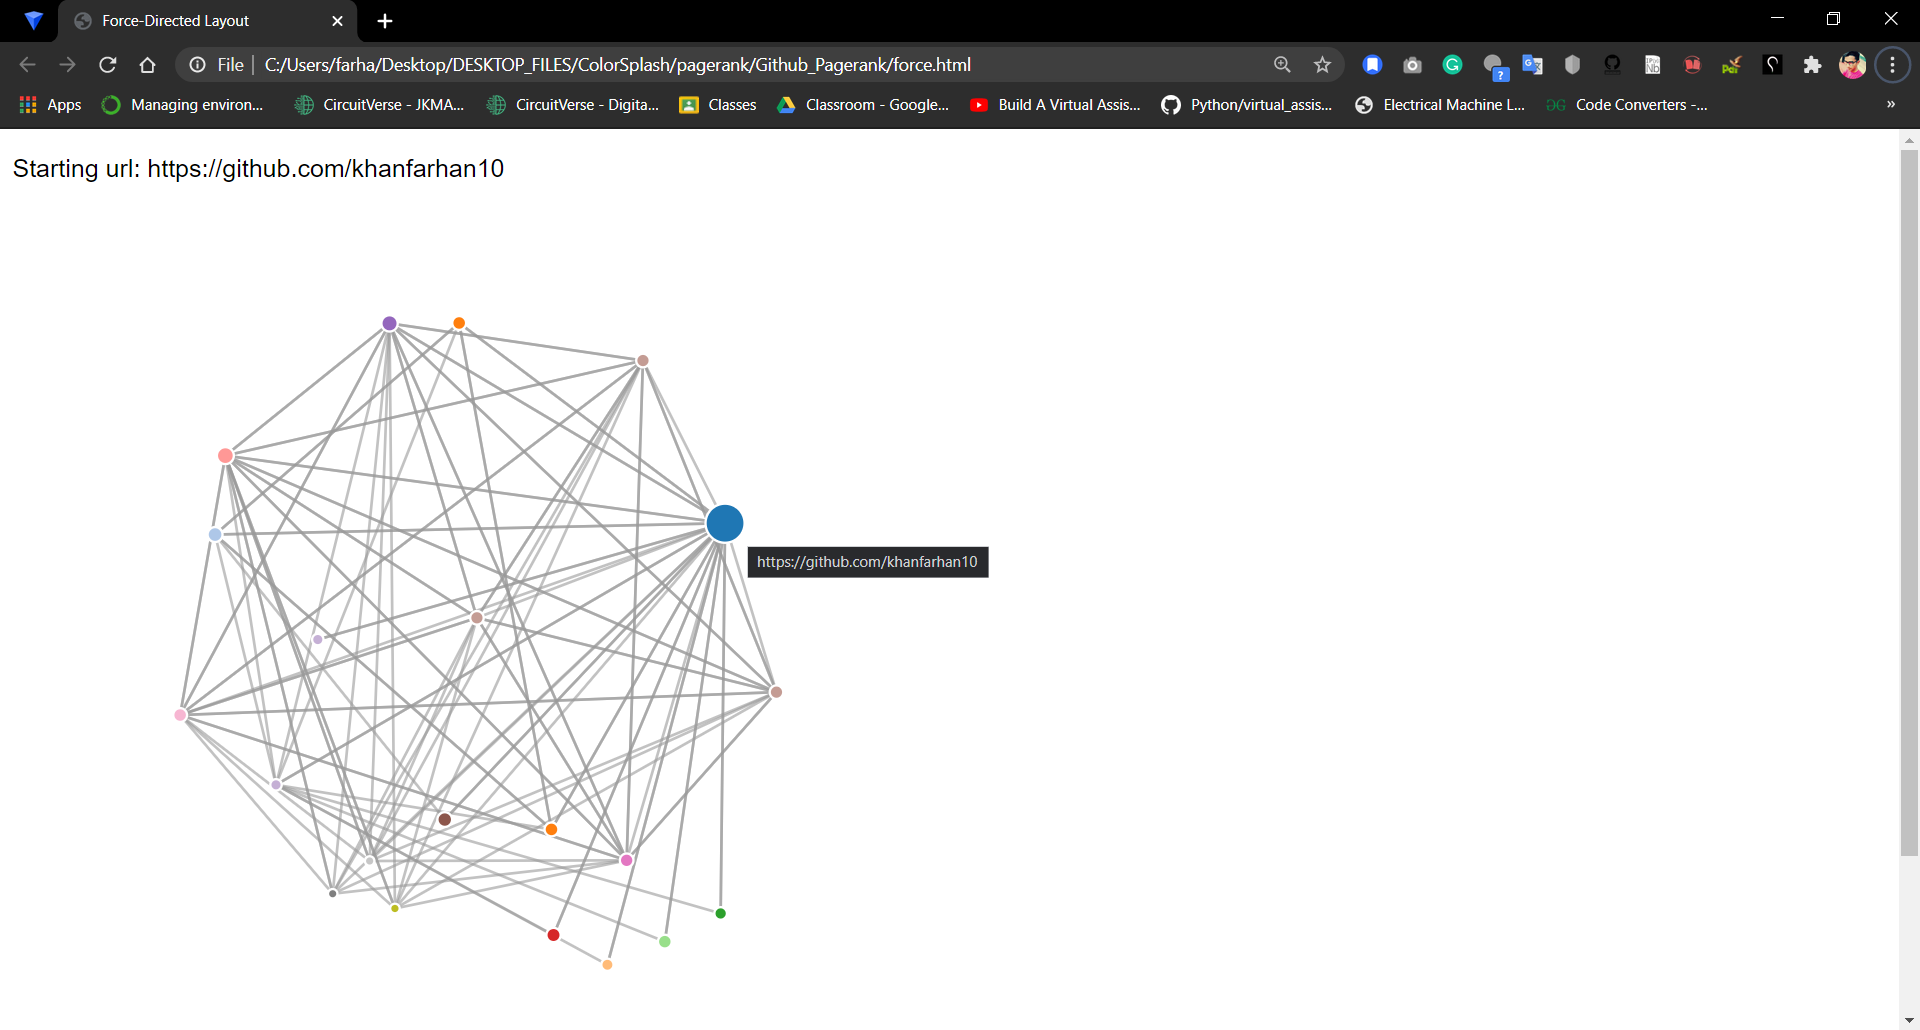 Force-Directed Layout
File | C:/Users/farha/Desktop/DESKTOP_FILES/ColorSplash/pagerank/Github_Pagerank/force.html
Apps Managing environ... CircuitVerse - JKMA... CircuitVerse - Digita... Classes Classroom - Google... Build A Virtual Assis... Python/virtual_assis... Electrical Machine L... Code Converters -... »
Starting url: https://github.com/khanfarhan10
https://github.com/khanfarhan10